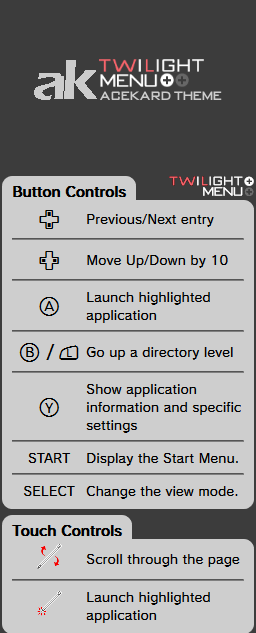 ak TWiLIGHT
MENU++
ACEKARD THEME
TWiLIGHT
MENU++
Button Controls
Previous/Next entry
Move Up/Down by 10
A Launch highlighted
application
B / L Go up a directory level
Y Show application
information and specific
settings
START Display the Start Menu.
SELECT Change the view mode.
Touch Controls
Scroll through the page
Launch highlighted
application